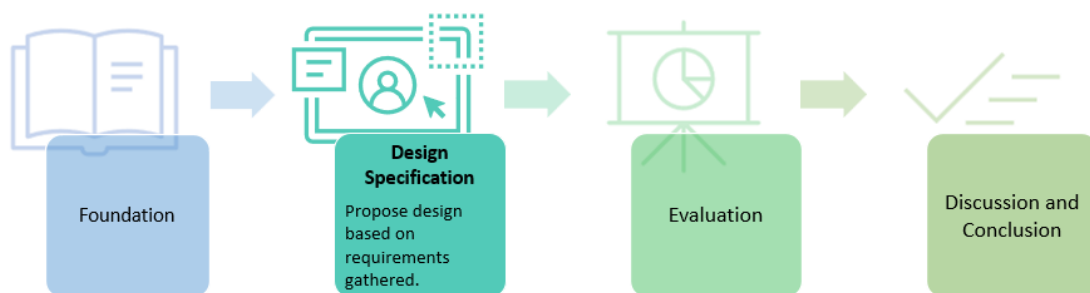 Foundation
Design
Specification
Propose design
based on
requirements
gathered.
Evaluation
Discussion and
Conclusion